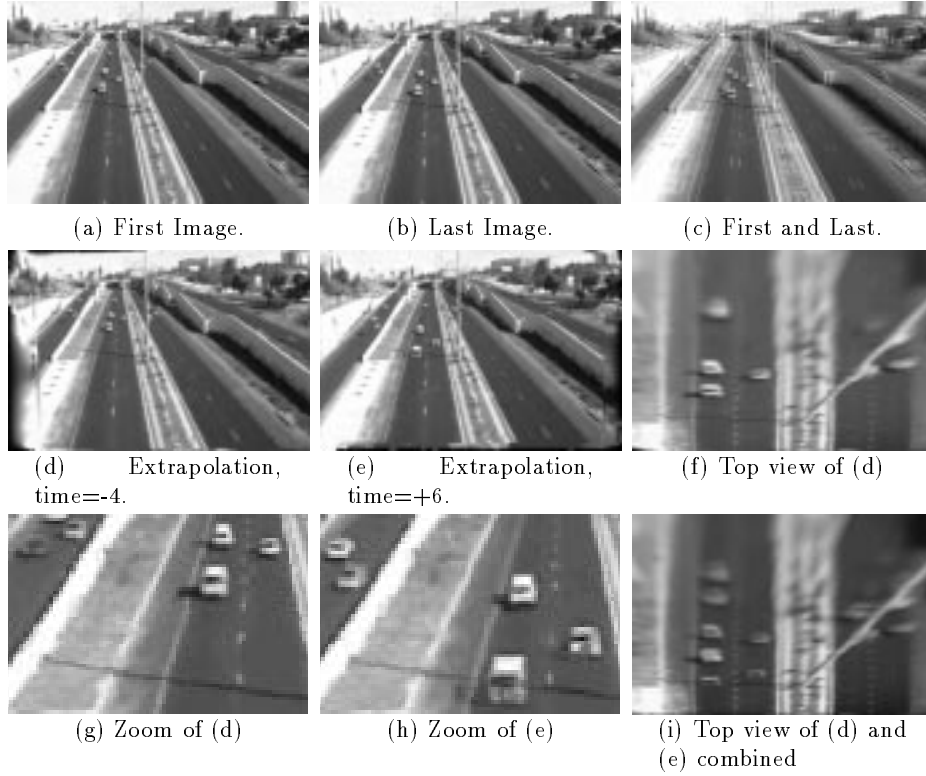 (a) First Image.
(b) Last Image.
(c) First and Last.
(d) Extrapolation,
time=-4.
(e) Extrapolation,
time=+6.
(f) Top view of (d)
(g) Zoom of (d)
(h) Zoom of (e)
(i) Top view of (d) and
(e) combined